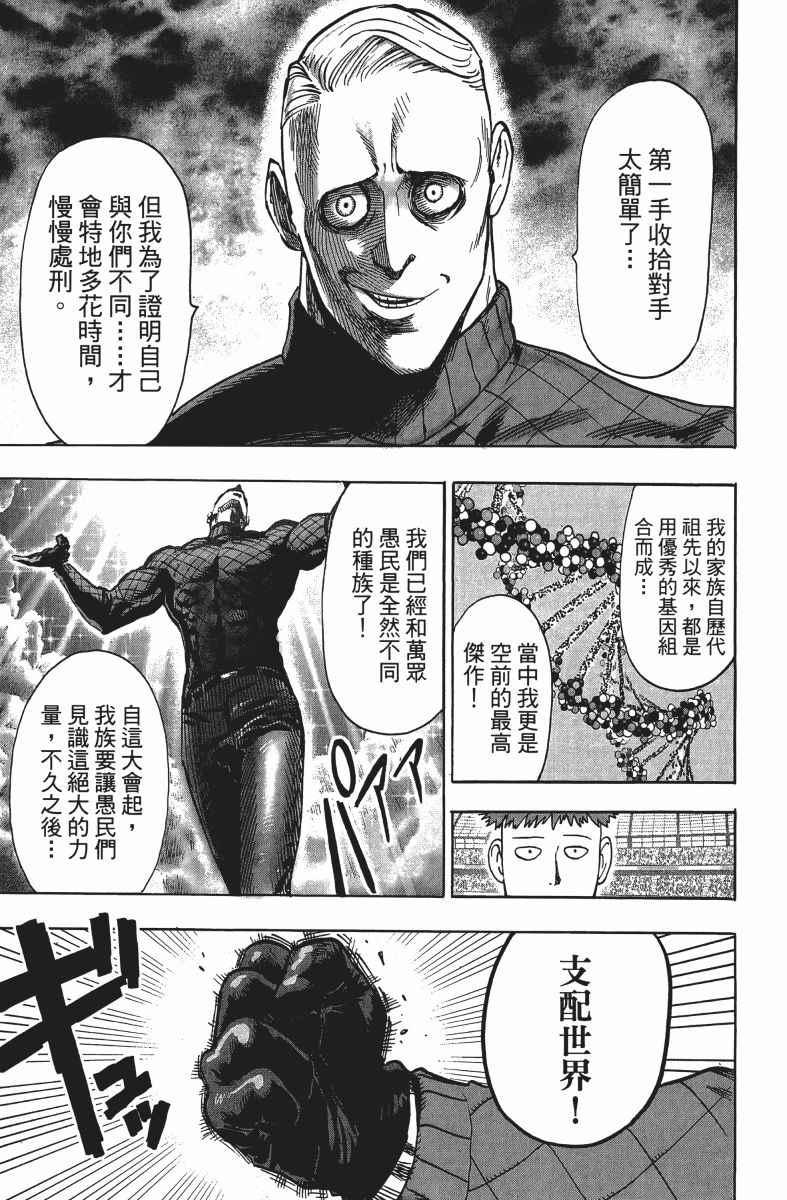 第一手收拾對手
太簡單了…
但我為了證明自己
與你們不同……才
會特地多花時間，
慢慢處刑。
我的家族自歷代
祖先以來，都是
用優秀的基因組
合而成…
當中我更是
空前的最高
傑作！
我們已經和萬眾
愚民是全然不同
的種族了！
パアア
自這大會起，
我族要讓愚民們
見識這絕大的力
量，不久之後…
支配世界！
ギュ